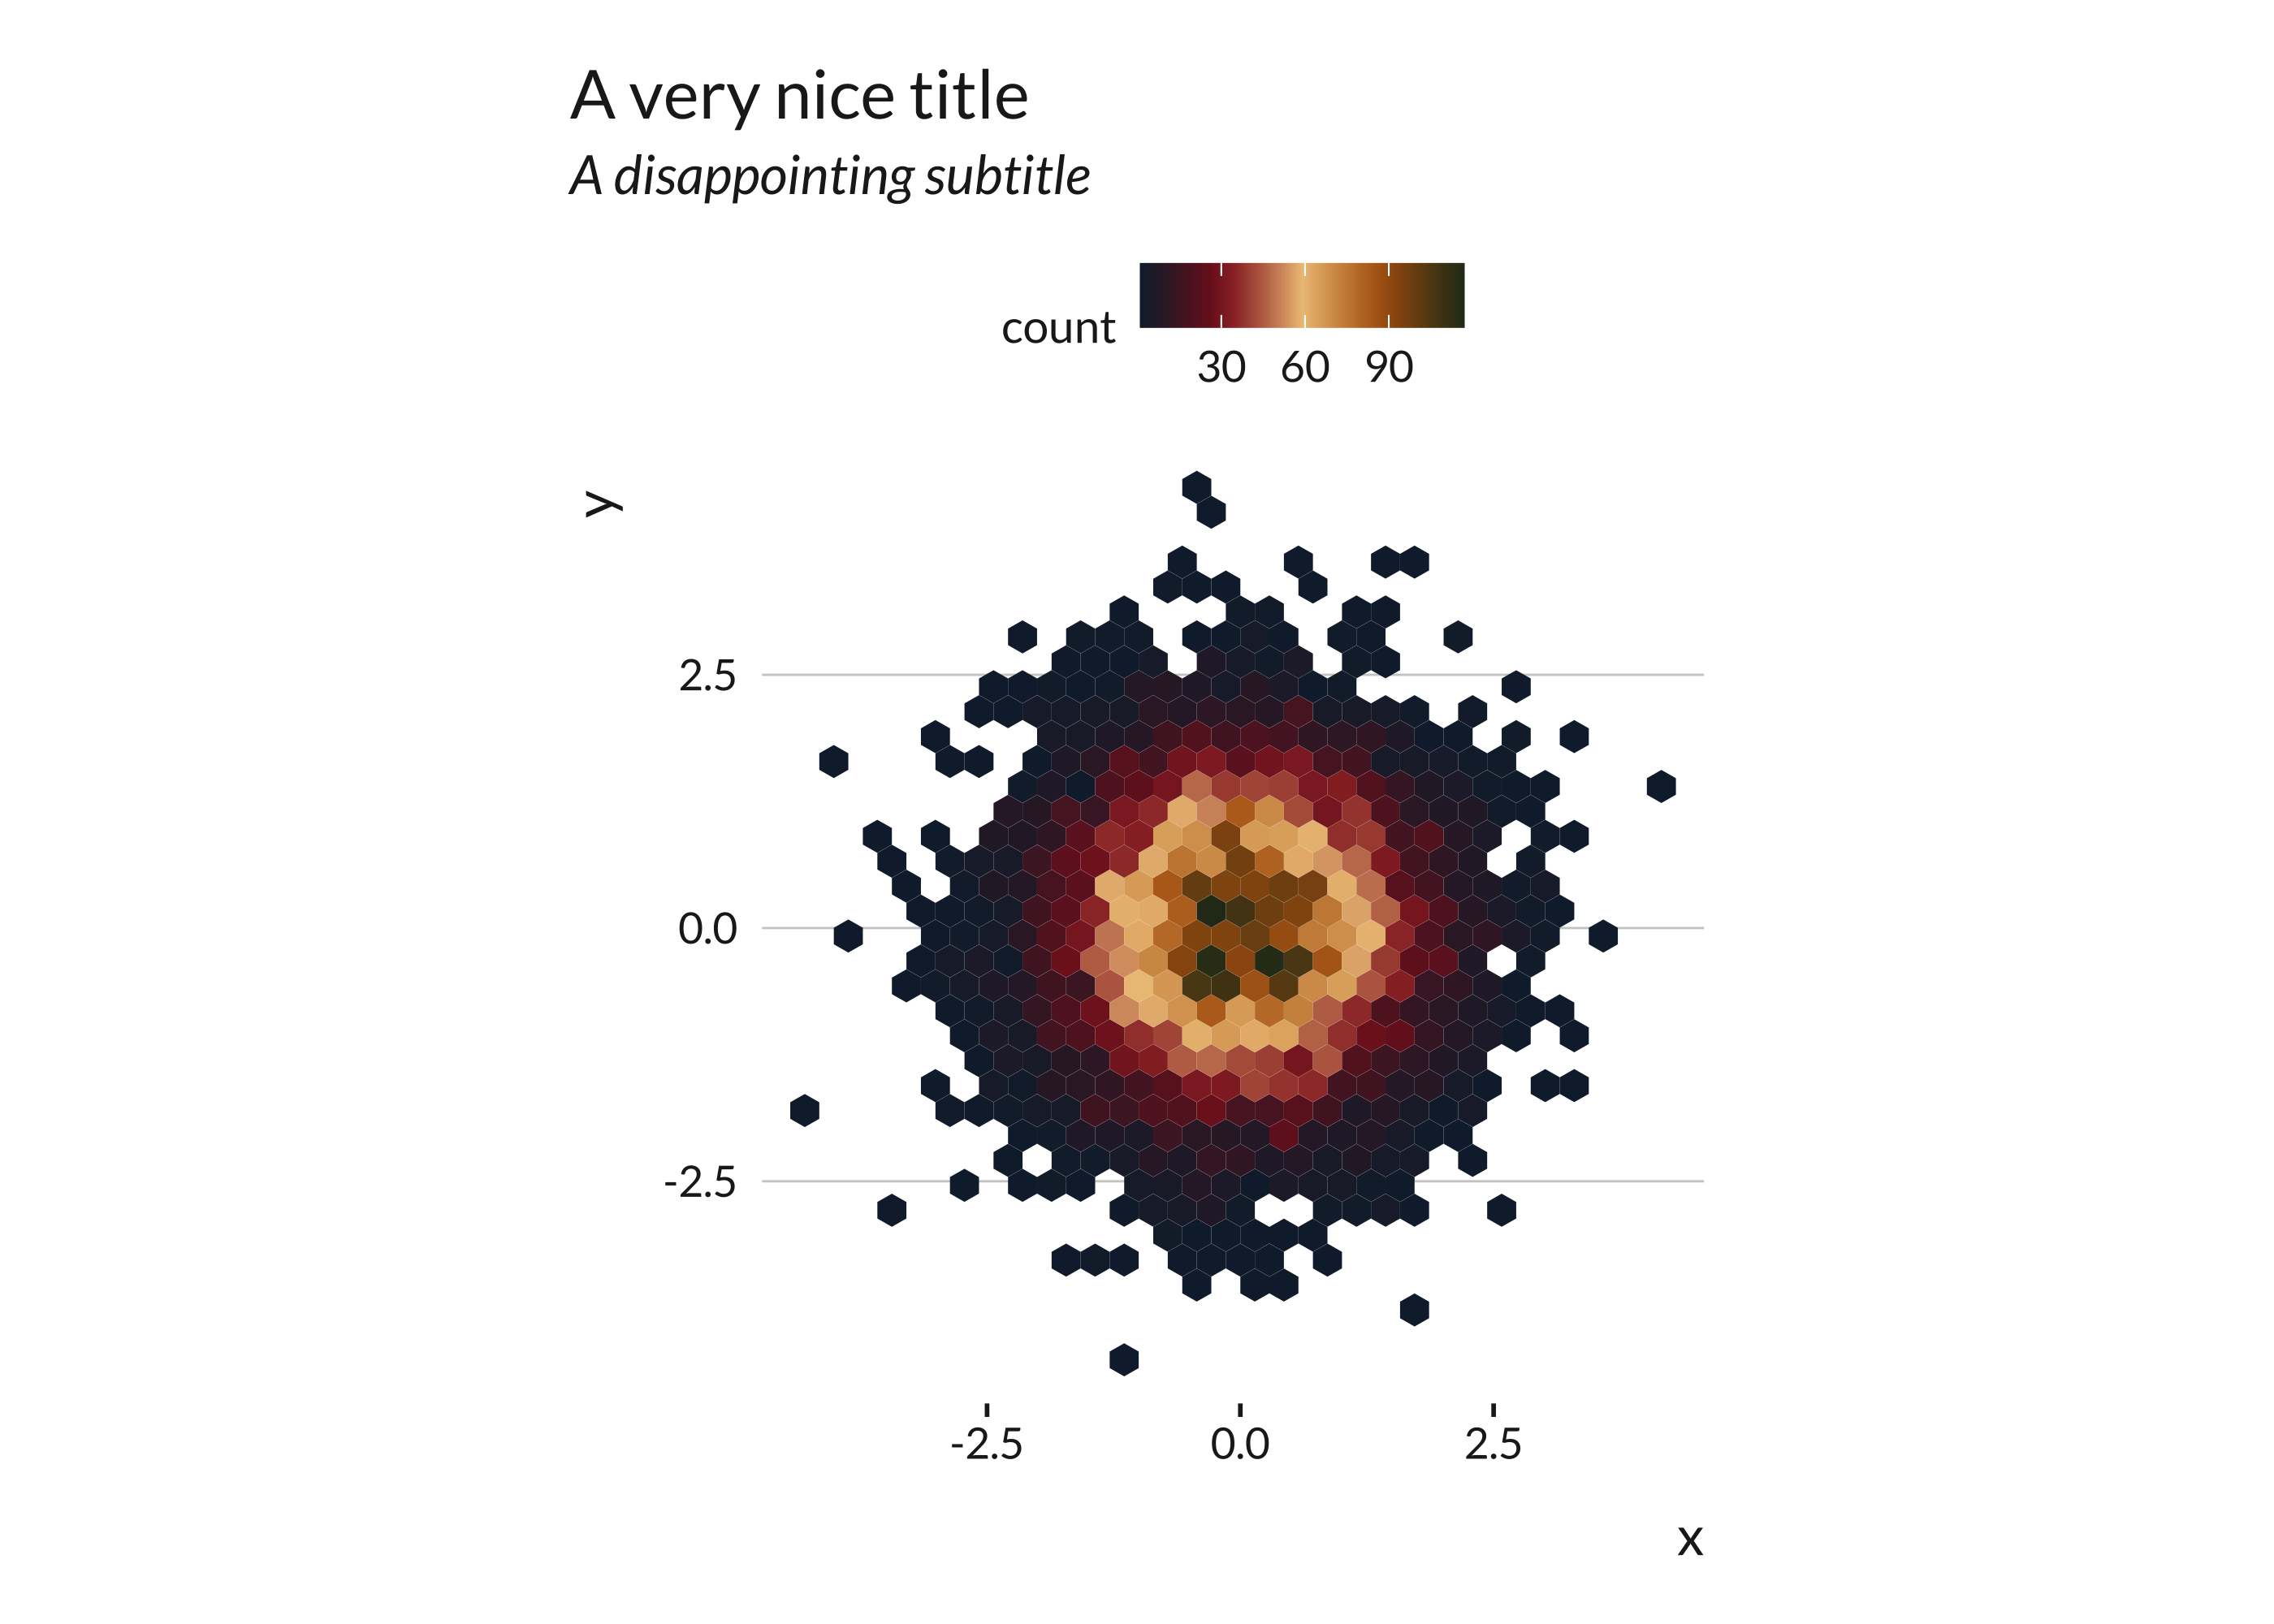 A very nice title
A disappointing subtitle
count
30 60 90
y
2.5
0.0
-2.5
-2.5 0.0 2.5
x